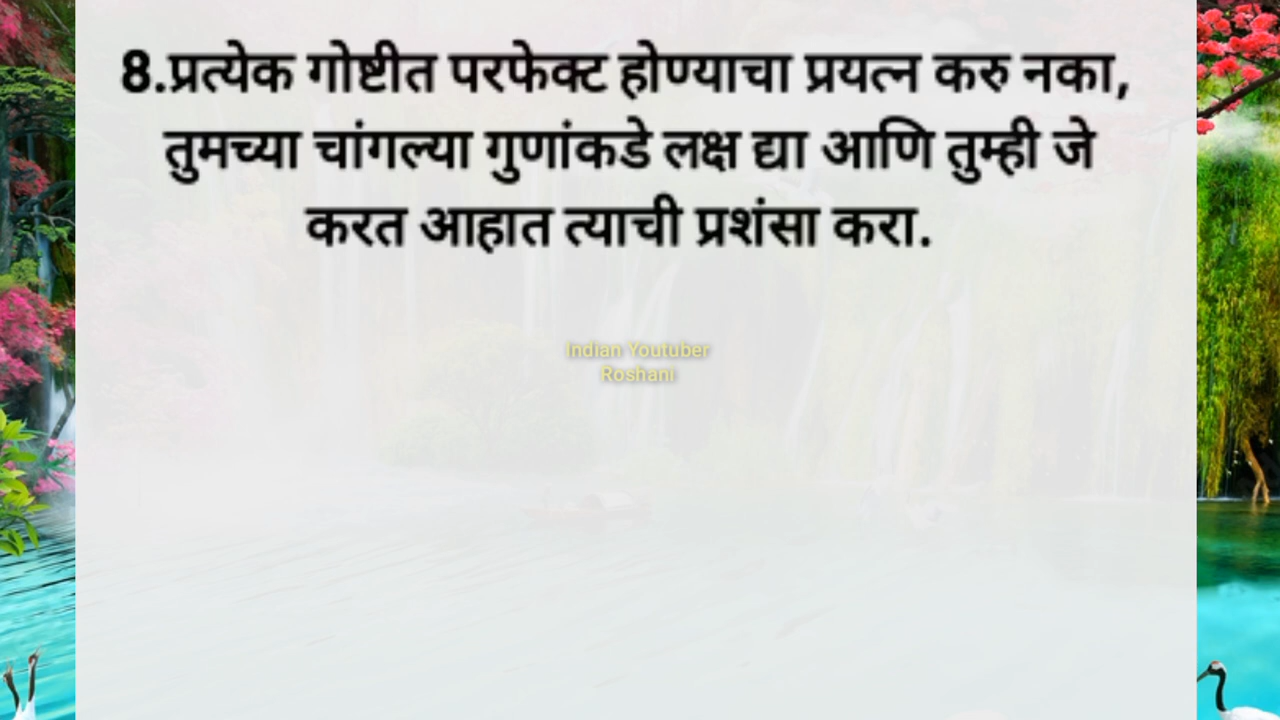 8.प्रत्येक गोष्टीत परफेक्ट होण्याचा प्रयत्न करु नका,
तुमच्या चांगल्या गुणांकडे लक्ष द्या आणि तुम्ही जे
करत आहात त्याची प्रशंसा करा.
Indian Youtuber
Roshani